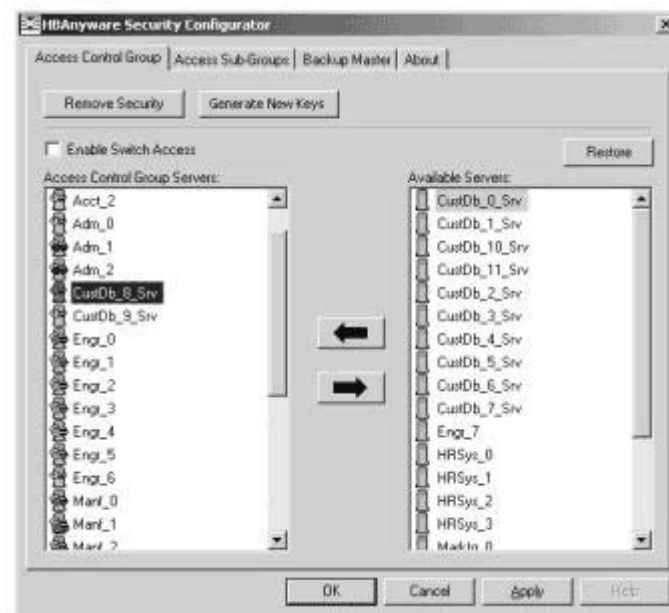 HBAnyware Security Configurator
Access Control Group
Access Sub-Groups
Backup Master
About
Remove Security
Generate New Keys
Enable Switch Access
Restore
Access Control Group Servers:
Acct_2
Adm_0
Adm_1
Adm_2
CustDb_8_Srv
CustDb_9_Srv
Engr_0
Engr_1
Engr_2
Engr_3
Engr_4
Engr_5
Engr_6
Manf_0
Manf_1
Manf_2
Available Servers:
CustDb_0_Srv
CustDb_1_Srv
CustDb_10_Srv
CustDb_11_Srv
CustDb_2_Srv
CustDb_3_Srv
CustDb_4_Srv
CustDb_5_Srv
CustDb_6_Srv
CustDb_7_Srv
Engr_7
HRSys_0
HRSys_1
HRSys_2
HRSys_3
Marktn_0
OK
Cancel
Apply
Help